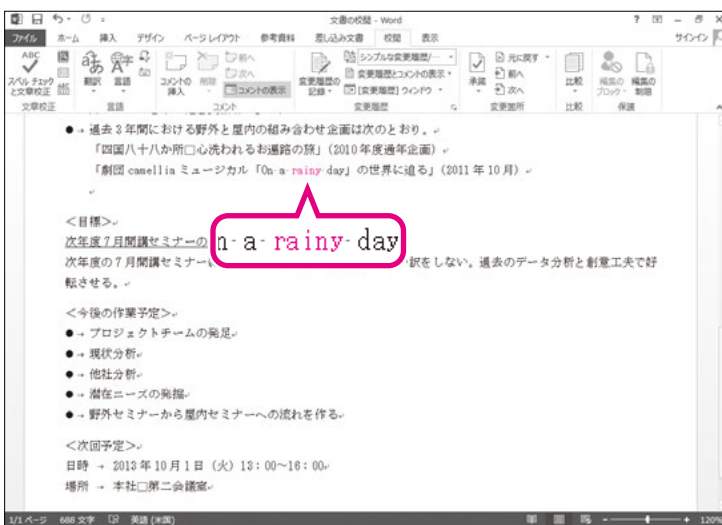 文書の校閲 - Word
ファイル ホーム 挿入 デザイン ページ レイアウト 参考資料 差し込み文書 校閲 表示 サインイン
ABC
スペル チェックと文章校正
あ
翻訳
字
言語
コメントの挿入
削除
前へ
次へ
コメントの表示
変更履歴の記録
シンプルな変更履歴/…
変更履歴とコメントの表示
[変更履歴] ウィンドウ
承諾
元に戻す
前へ
次へ
比較
編集のブロック
編集の制限
文章校正 言語 コメント 変更履歴 変更箇所 比較 保護
●→過去3年間における野外と屋内の組み合わせ企画は次のとおり。
「四国八十八か所□心洗われるお遍路の旅」(2010年度通年企画)
「劇団 camellia ミュージカル「On·a·rainy·day」の世界に迫る」(2011年10月)
<目標>
次年度7月開講セミナーの
n·a·rainy·day
次年度の7月開講セミナー 訳をしない。過去のデータ分析と創意工夫で好
転させる。
<今後の作業予定>
●→プロジェクトチームの発足
●→現状分析
●→他社分析
●→潜在ニーズの発掘
●→野外セミナーから屋内セミナーへの流れを作る
<次回予定>
日時 → 2013年10月1日(火)13:00~16:00
場所 → 本社□第二会議室
1/1 ページ 688 文字 英語 (米国) 120%